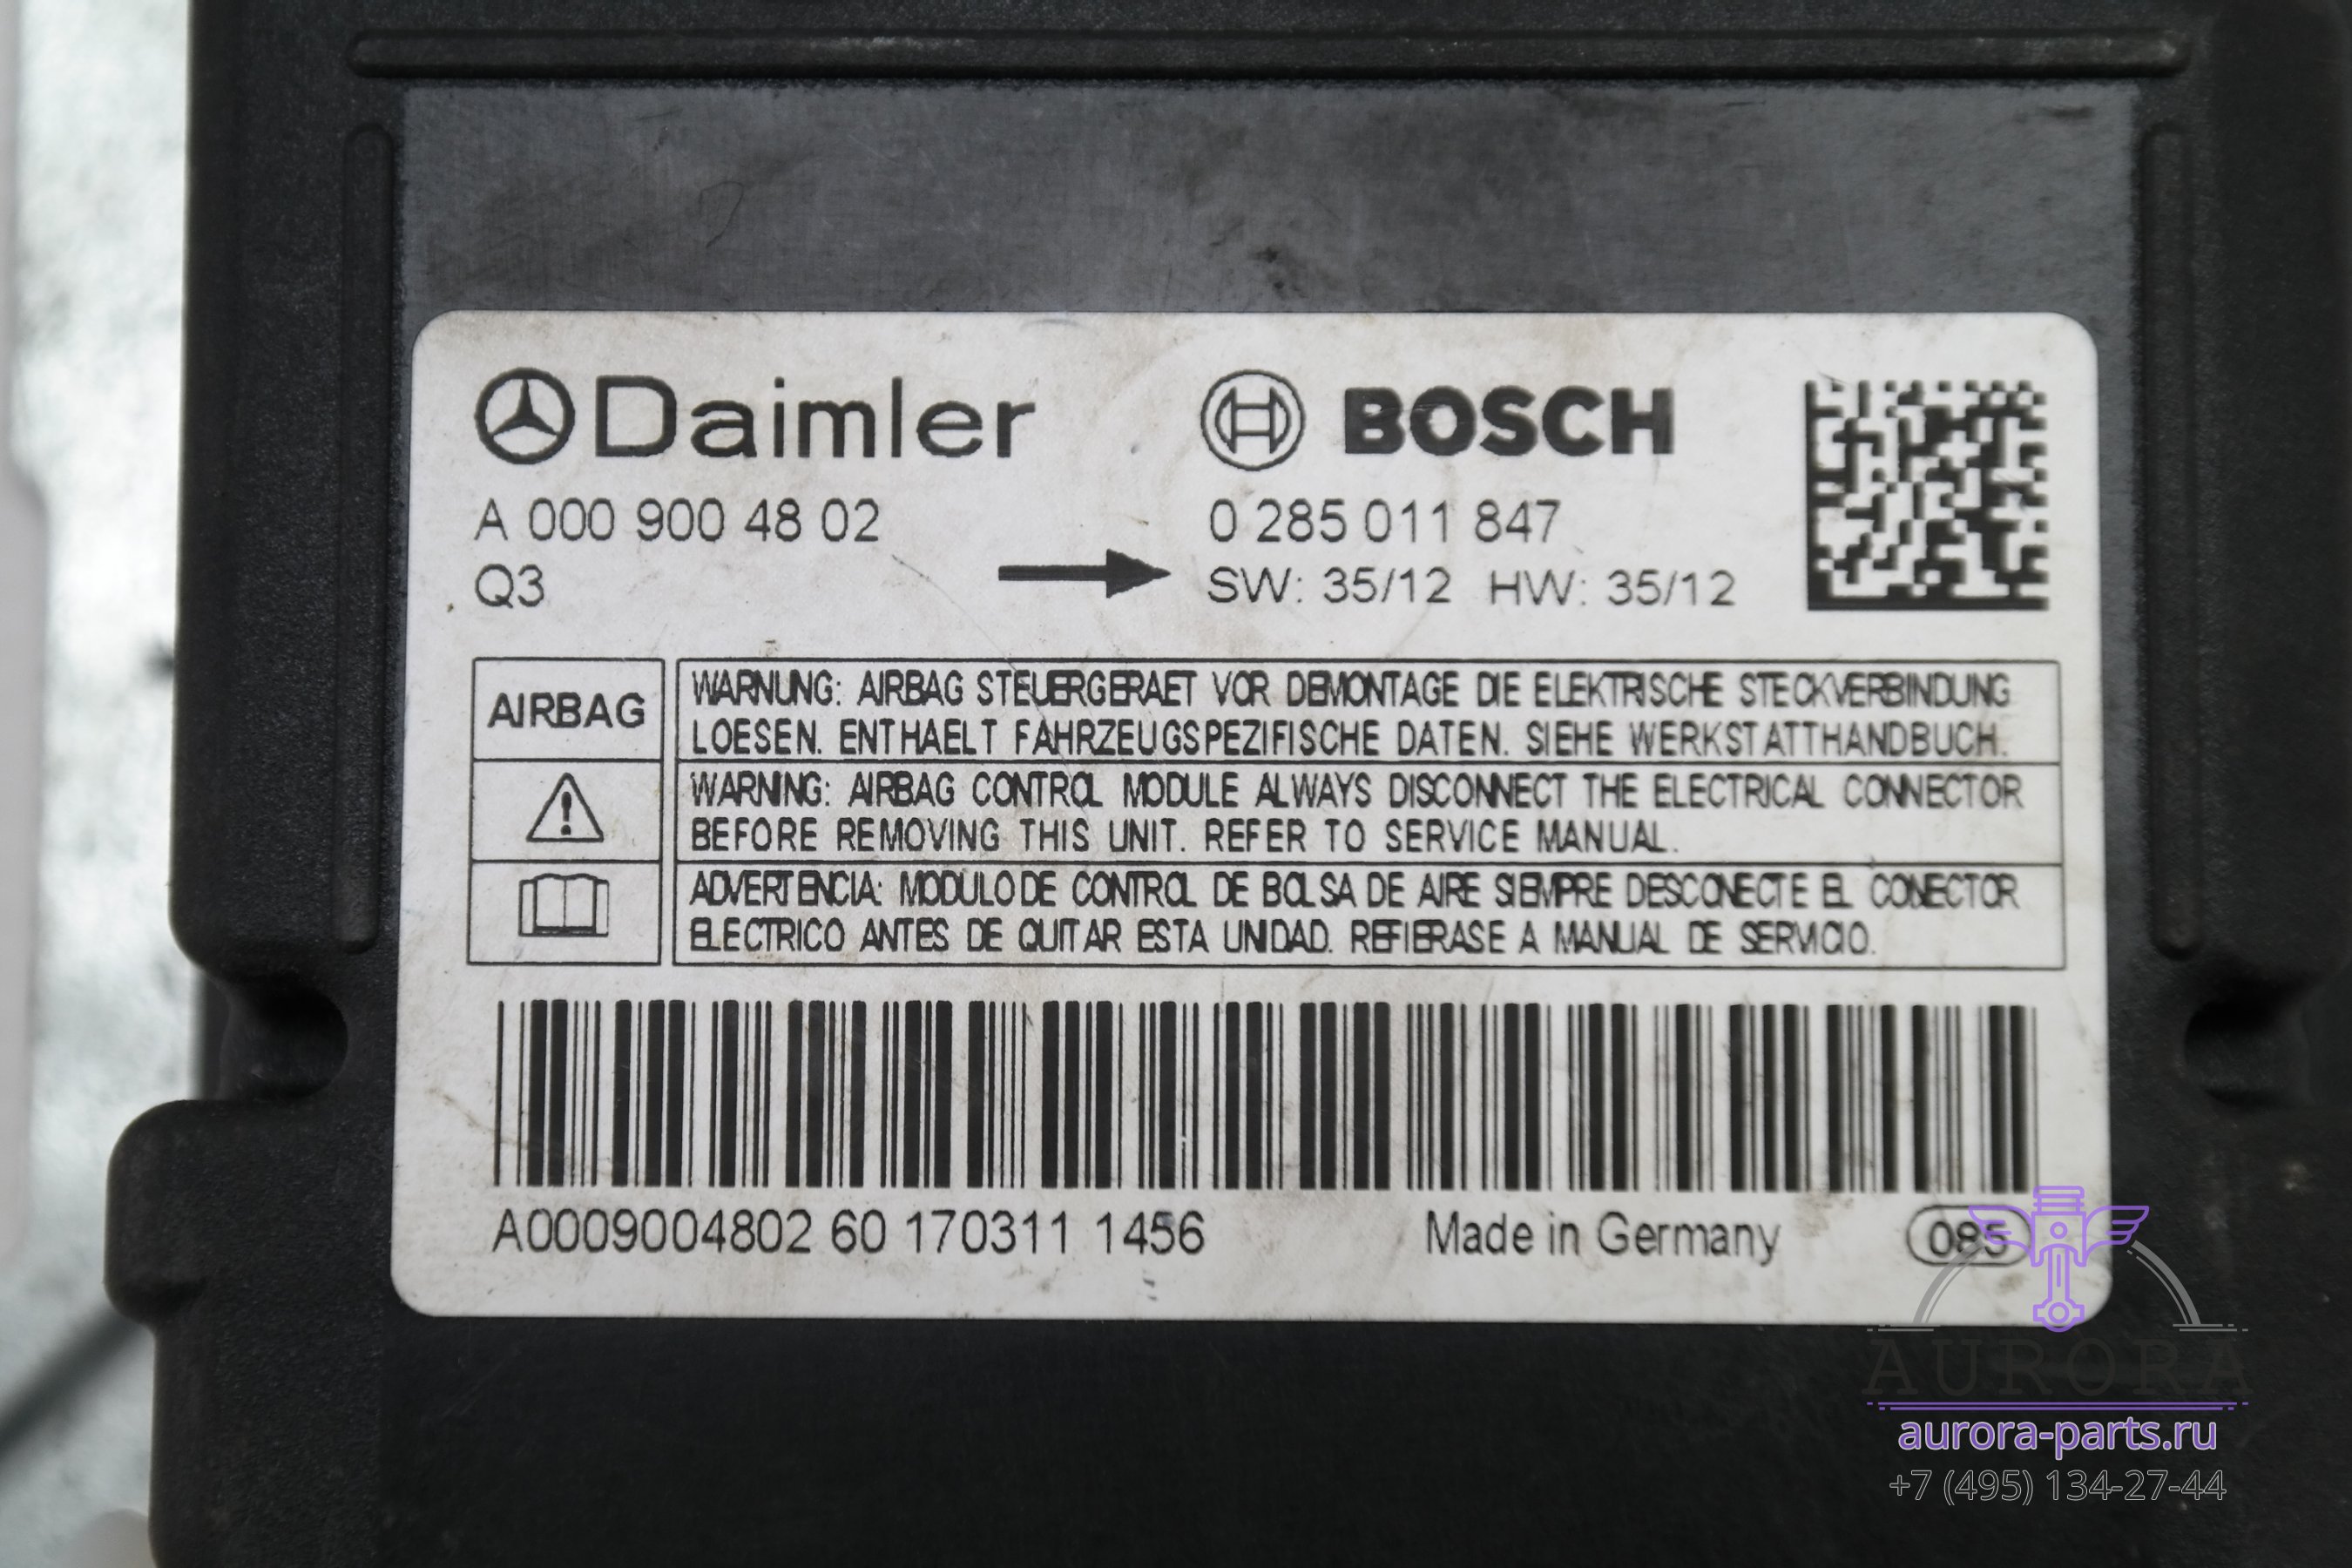 Daimler
BOSCH
A 000 900 48 02
0 285 011 847
Q3
SW: 35/12 HW: 35/12
AIRBAG
WARNUNG: AIRBAG STEUERGERAET VOR DEMONTAGE DIE ELEKTRISCHE STECKVERBINDUNG
LOESEN. ENTHAELT FAHRZEUGSPEZIFISCHE DATEN. SIEHE WERKSTATTHANDBUCH.
WARNING: AIRBAG CONTROL MODULE ALWAYS DISCONNECT THE ELECTRICAL CONNECTOR
BEFORE REMOVING THIS UNIT. REFER TO SERVICE MANUAL.
ADVERTENCIA: MODULO DE CONTROL DE BOLSA DE AIRE SIEMPRE DESCONECTE EL CONECTOR
ELECTRICO ANTES DE QUITAR ESTA UNIDAD. REFIERASE A MANUAL DE SERVICIO.
A0009004802 60 170311 1456
Made in Germany
085
AURORA
aurora-parts.ru
+7 (495) 134-27-44